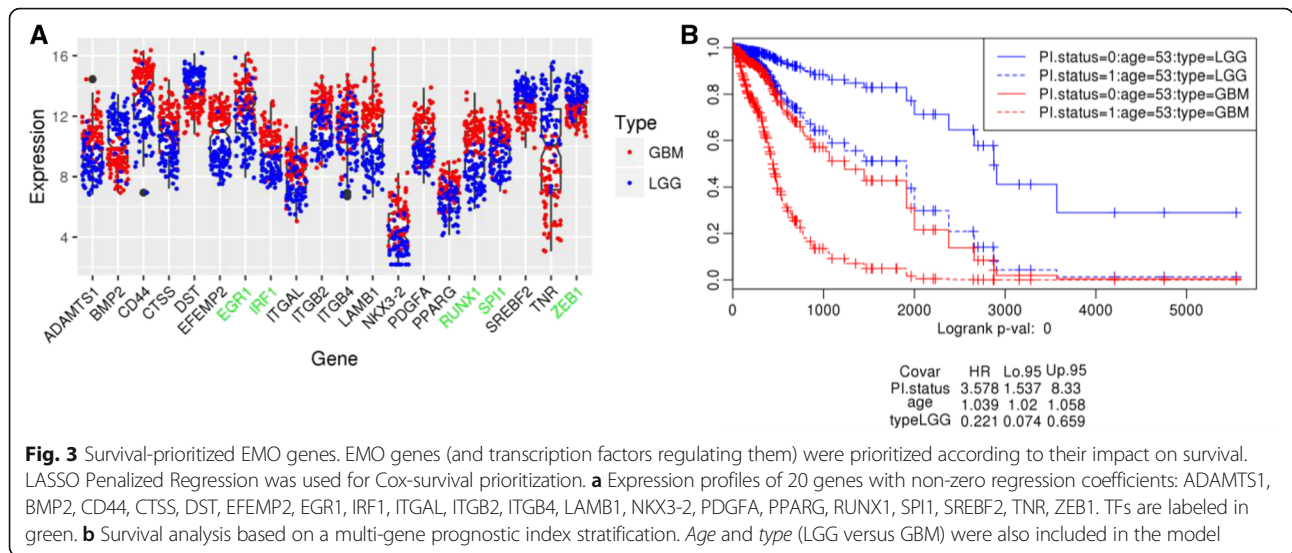 A
16
12
8
4
Expression
ADAMTS1
BMP2
CD44
CTSS
DST
EFEMP2
EGR1
IRF1
ITGAL
ITGB2
ITGB4
LAMB1
NKX3-2
PDGFA
PPARG
RUNX1
SPI1
SREBF2
TNR
ZEB1
Gene
Type
GBM
LGG
B
1.0
0.8
0.6
0.4
0.2
0.0
PI.status=0:age=53:type=LGG
PI.status=1:age=53:type=LGG
PI.status=0:age=53:type=GBM
PI.status=1:age=53:type=GBM
0 1000 2000 3000 4000 5000
Logrank p-val: 0
Covar HR Lo.95 Up.95
PI.status 3.578 1.537 8.33
age 1.039 1.02 1.058
typeLGG 0.221 0.074 0.659
Fig. 3 Survival-prioritized EMO genes. EMO genes (and transcription factors regulating them) were prioritized according to their impact on survival.
LASSO Penalized Regression was used for Cox-survival prioritization. a Expression profiles of 20 genes with non-zero regression coefficients: ADAMTS1,
BMP2, CD44, CTSS, DST, EFEMP2, EGR1, IRF1, ITGAL, ITGB2, ITGB4, LAMB1, NKX3-2, PDGFA, PPARG, RUNX1, SPI1, SREBF2, TNR, ZEB1. TFs are labeled in
green. b Survival analysis based on a multi-gene prognostic index stratification. Age and type (LGG versus GBM) were also included in the model